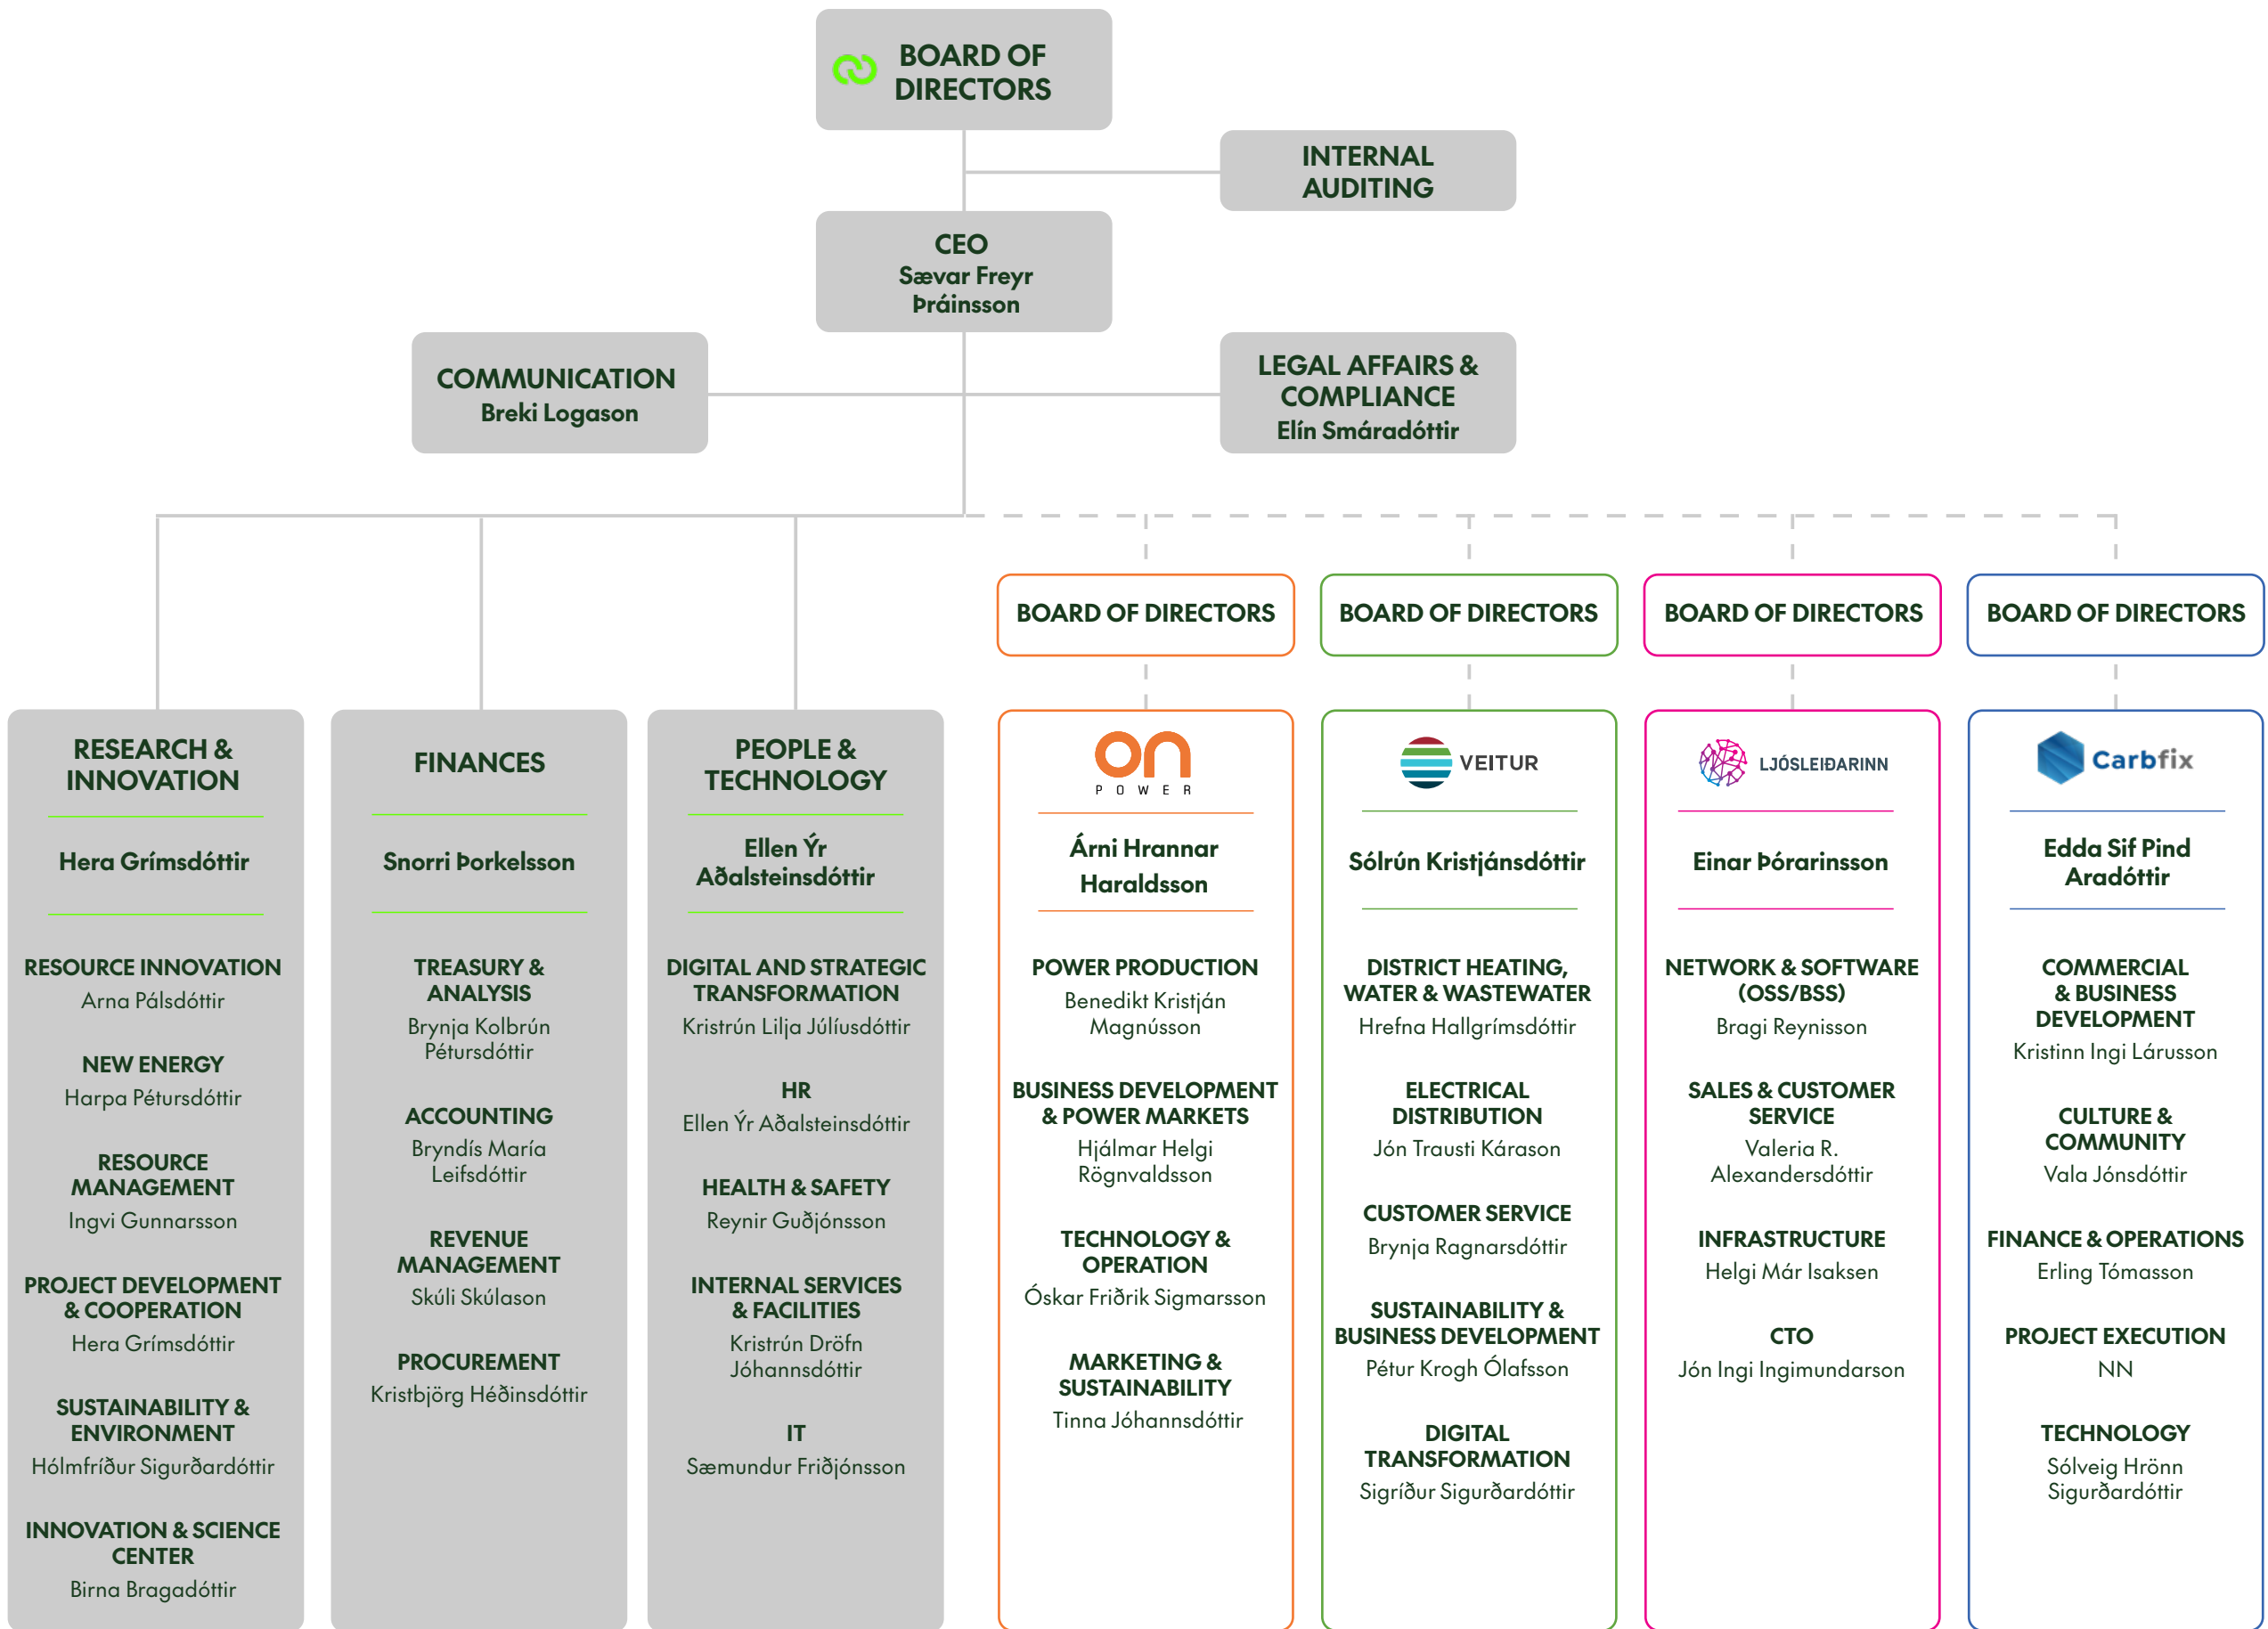 BOARD OF
DIRECTORS
INTERNAL
AUDITING
CEO
Sævar Freyr
Þráinsson
COMMUNICATION
Breki Logason
LEGAL AFFAIRS &
COMPLIANCE
Elín Smáradóttir
BOARD OF DIRECTORS
BOARD OF DIRECTORS
BOARD OF DIRECTORS
BOARD OF DIRECTORS
RESEARCH &
INNOVATION
Hera Grímsdóttir
RESOURCE INNOVATION
Arna Pálsdóttir
NEW ENERGY
Harpa Pétursdóttir
RESOURCE
MANAGEMENT
Ingvi Gunnarsson
PROJECT DEVELOPMENT
& COOPERATION
Hera Grímsdóttir
SUSTAINABILITY &
ENVIRONMENT
Hólmfríður Sigurðardóttir
INNOVATION & SCIENCE
CENTER
Birna Bragadóttir
FINANCES
Snorri Þorkelsson
TREASURY &
ANALYSIS
Brynja Kolbrún
Pétursdóttir
ACCOUNTING
Bryndís María
Leifsdóttir
REVENUE
MANAGEMENT
Skúli Skúlason
PROCUREMENT
Kristbjörg Héðinsdóttir
PEOPLE &
TECHNOLOGY
Ellen Ýr
Aðalsteinsdóttir
DIGITAL AND STRATEGIC
TRANSFORMATION
Kristrún Lilja Júlíusdóttir
HR
Ellen Ýr Aðalsteinsdóttir
HEALTH & SAFETY
Reynir Guðjónsson
INTERNAL SERVICES
& FACILITIES
Kristrún Dröfn
Jóhannsdóttir
IT
Sæmundur Friðjónsson
on
POWER
Árni Hrannar
Haraldsson
POWER PRODUCTION
Benedikt Kristján
Magnússon
BUSINESS DEVELOPMENT
& POWER MARKETS
Hjálmar Helgi
Rögnvaldsson
TECHNOLOGY &
OPERATION
Óskar Friðrik Sigmarsson
MARKETING &
SUSTAINABILITY
Tinna Jóhannsdóttir
VEITUR
Sólrún Kristjánsdóttir
DISTRICT HEATING,
WATER & WASTEWATER
Hrefna Hallgrímsdóttir
ELECTRICAL
DISTRIBUTION
Jón Trausti Kárason
CUSTOMER SERVICE
Brynja Ragnarsdóttir
SUSTAINABILITY &
BUSINESS DEVELOPMENT
Pétur Krogh Ólafsson
DIGITAL
TRANSFORMATION
Sigríður Sigurðardóttir
LJÓSLEIÐARINN
Einar Þórarinsson
NETWORK & SOFTWARE
(OSS/BSS)
Bragi Reynisson
SALES & CUSTOMER
SERVICE
Valeria R.
Alexandersdóttir
INFRASTRUCTURE
Helgi Már Isaksen
CTO
Jón Ingi Ingimundarson
Carbfix
Edda Sif Pind
Aradóttir
COMMERCIAL
& BUSINESS
DEVELOPMENT
Kristinn Ingi Lárusson
CULTURE &
COMMUNITY
Vala Jónsdóttir
FINANCE & OPERATIONS
Erling Tómasson
PROJECT EXECUTION
NN
TECHNOLOGY
Sólveig Hrönn
Sigurðardóttir